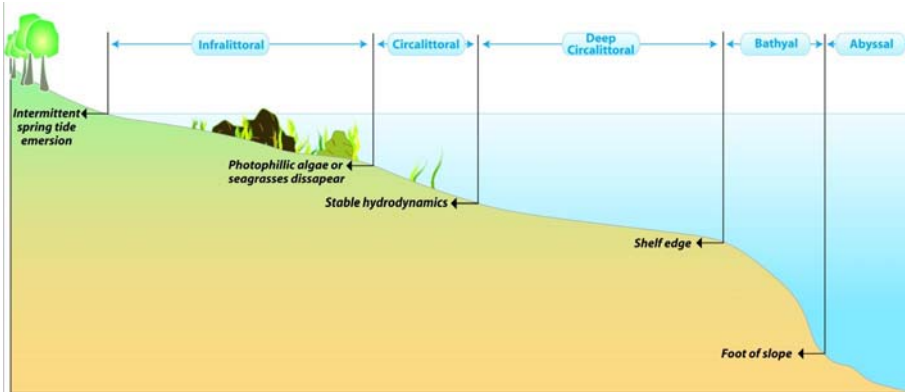 Infralittoral
Circalittoral
Deep
Circalittoral
Bathyal
Abyssal
Intermittent
spring tide
emersion
Photophillic algae or
seagrasses dissapear
Stable hydrodynamics
Shelf edge
Foot of slope